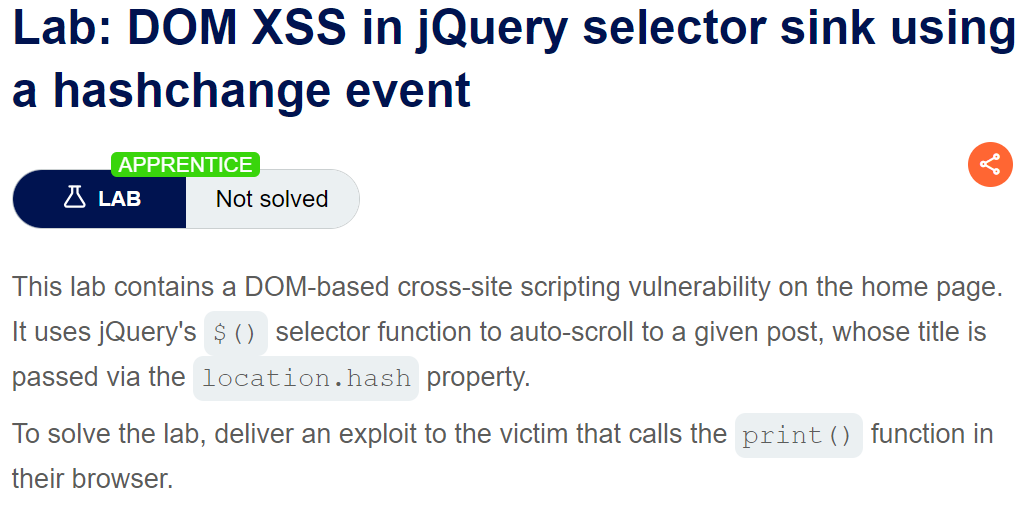 Lab: DOM XSS in jQuery selector sink using
a hashchange event
APPRENTICE
LAB
Not solved
This lab contains a DOM-based cross-site scripting vulnerability on the home page.
It uses jQuery's $() selector function to auto-scroll to a given post, whose title is
passed via the location.hash property.
To solve the lab, deliver an exploit to the victim that calls the print() function in
their browser.